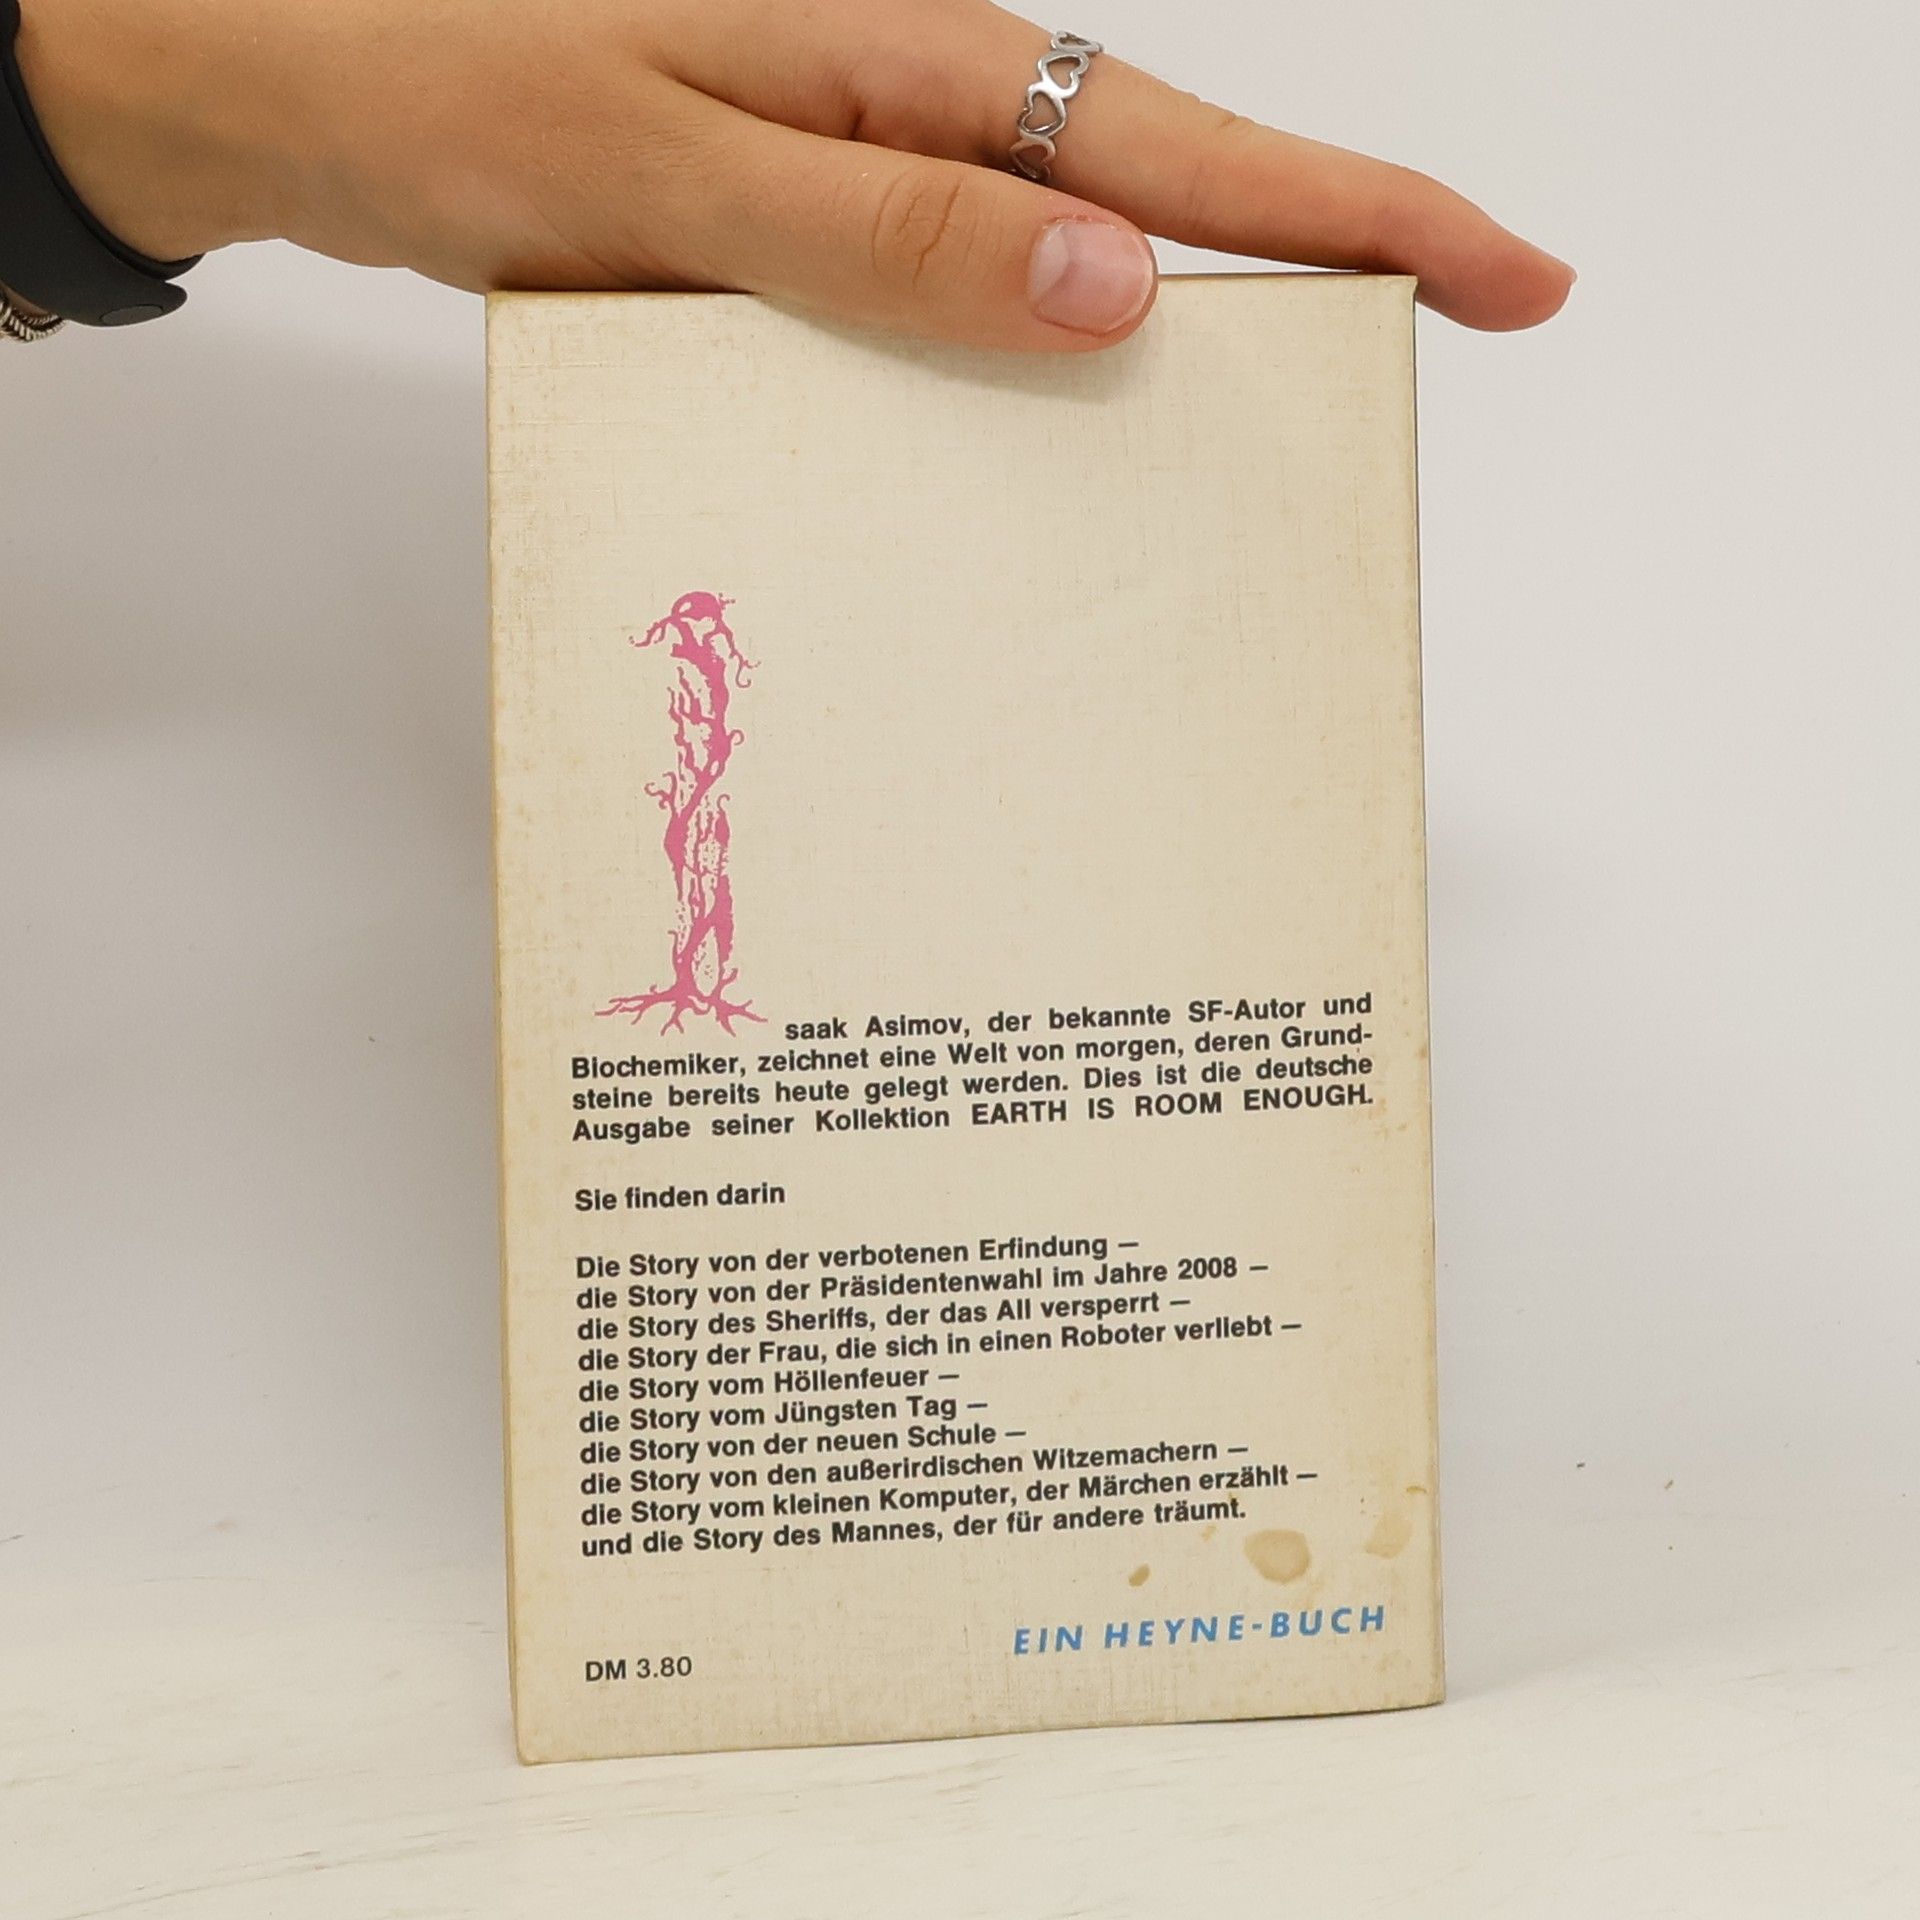 Isaak Asimov, der bekannte SF-Autor und
Biochemiker, zeichnet eine Welt von morgen, deren Grund-
steine bereits heute gelegt werden. Dies ist die deutsche
Ausgabe seiner Kollektion EARTH IS ROOM ENOUGH.
Sie finden darin
Die Story von der verbotenen Erfindung —
die Story von der Präsidentenwahl im Jahre 2008 —
die Story des Sheriffs, der das All versperrt —
die Story der Frau, die sich in einen Roboter verliebt —
die Story vom Höllenfeuer —
die Story vom Jüngsten Tag —
die Story von der neuen Schule —
die Story von den außerirdischen Witzemachern —
die Story vom kleinen Komputer, der Märchen erzählt —
und die Story des Mannes, der für andere träumt.
EIN HEYNE-BUCH
DM 3.80